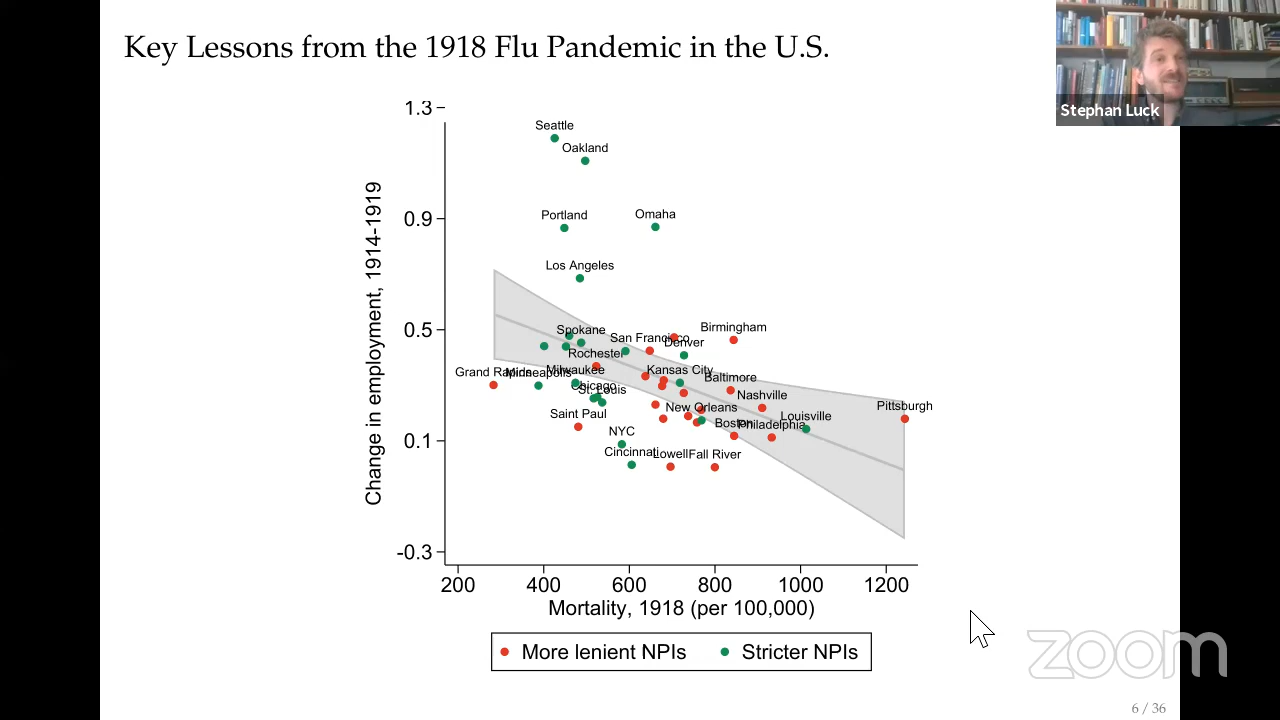 Key Lessons from the 1918 Flu Pandemic in the U.S.
Stephan Luck
Change in employment, 1914-1919
1.3
0.9
0.5
0.1
-0.3
Seattle
Oakland
Portland
Omaha
Los Angeles
Spokane
San Francisco
Birmingham
Denver
Rochester
Grand Rapids
Minneapolis
Milwaukee
Kansas City
Baltimore
Chicago
St. Louis
Nashville
Saint Paul
New Orleans
Louisville
Pittsburgh
Boston
Philadelphia
NYC
Cincinnati
Lowell
Fall River
200 400 600 800 1000 1200
Mortality, 1918 (per 100,000)
More lenient NPIs Stricter NPIs
zoom
6 / 36